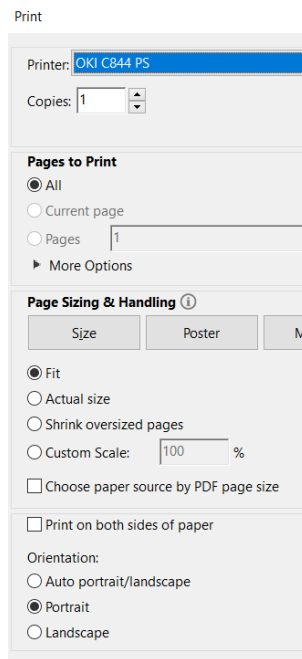 Print
Printer: OKI C844 PS
Copies: 1
Pages to Print
All
Current page
Pages 1
More Options
Page Sizing & Handling
Size Poster M
Fit
Actual size
Shrink oversized pages
Custom Scale: 100 %
Choose paper source by PDF page size
Print on both sides of paper
Orientation:
Auto portrait/landscape
Portrait
Landscape